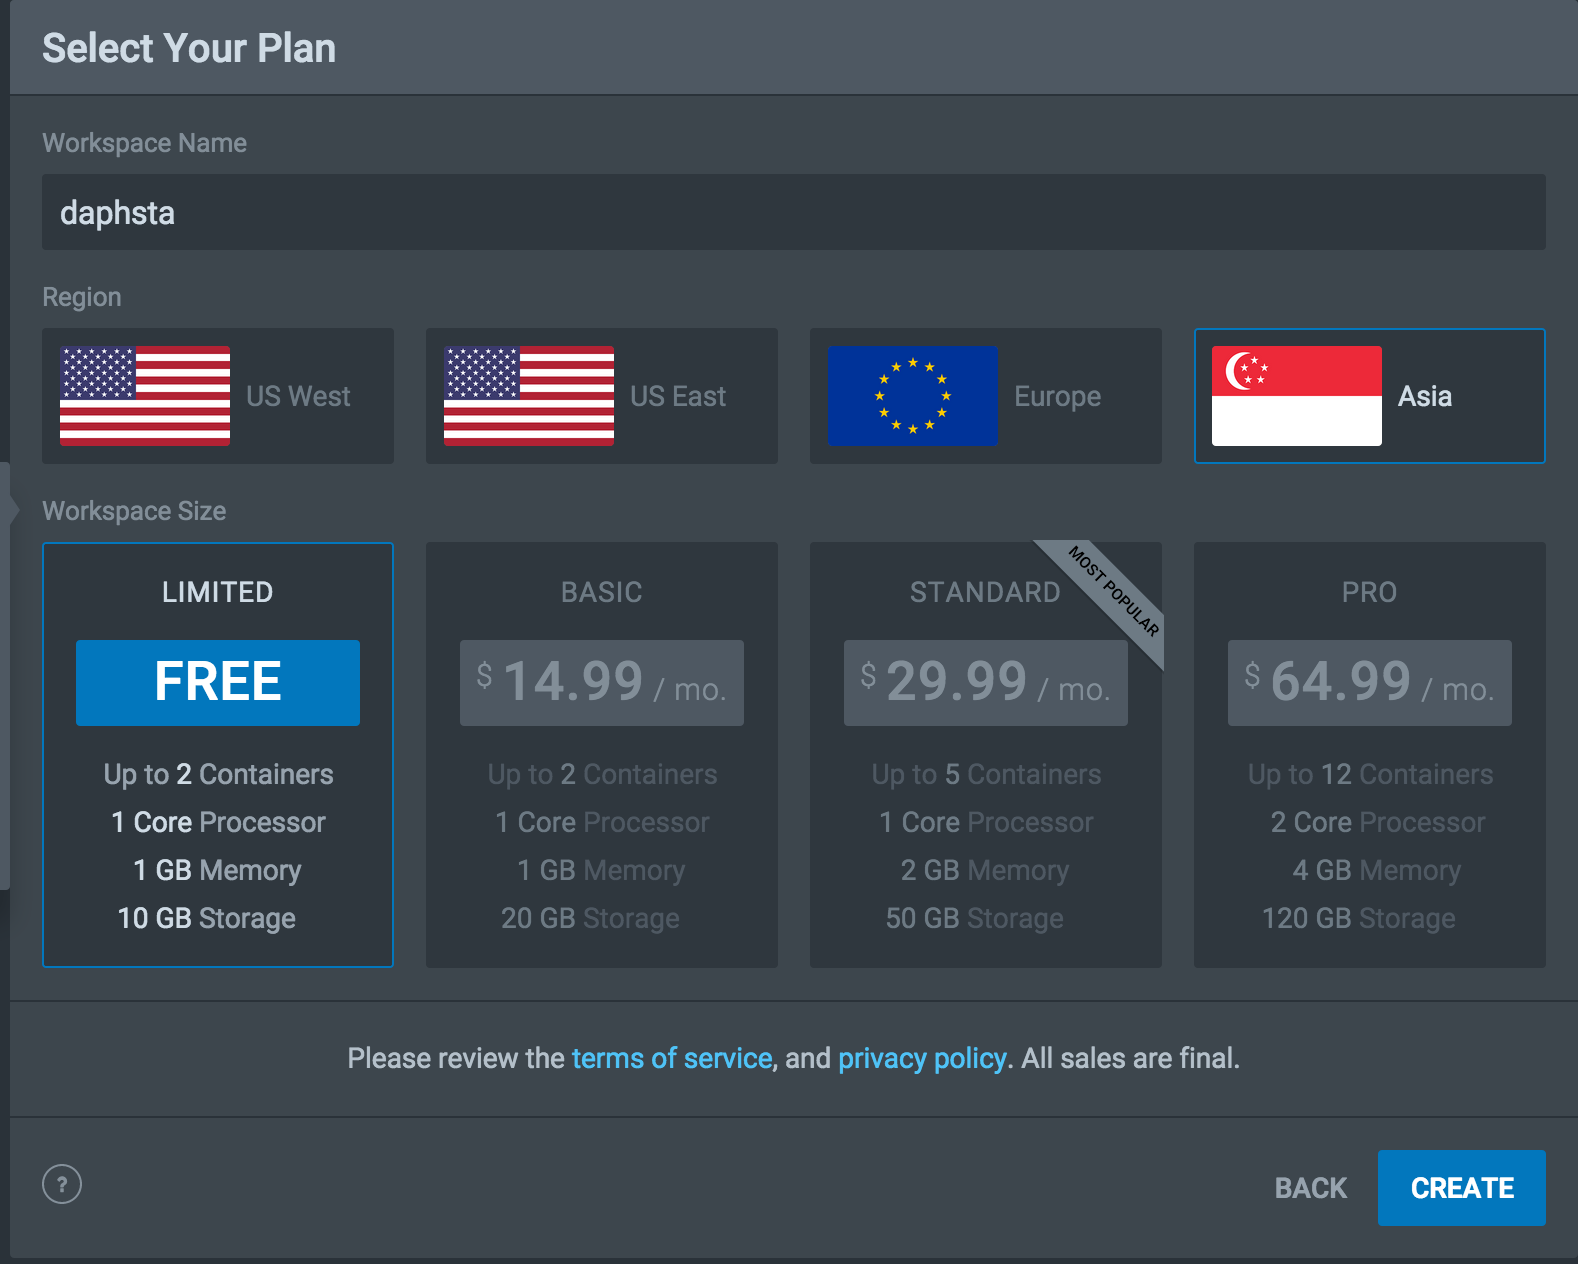 Select Your Plan
Workspace Name
daphsta
Region
US West
US East
Europe
Asia
Workspace Size
LIMITED
FREE
Up to 2 Containers
1 Core Processor
1 GB Memory
10 GB Storage
BASIC
$ 14.99 / mo.
Up to 2 Containers
1 Core Processor
1 GB Memory
20 GB Storage
STANDARD
MOST POPULAR
$ 29.99 / mo.
Up to 5 Containers
1 Core Processor
2 GB Memory
50 GB Storage
PRO
$ 64.99 / mo.
Up to 12 Containers
2 Core Processor
4 GB Memory
120 GB Storage
Please review the terms of service, and privacy policy. All sales are final.
?
BACK
CREATE